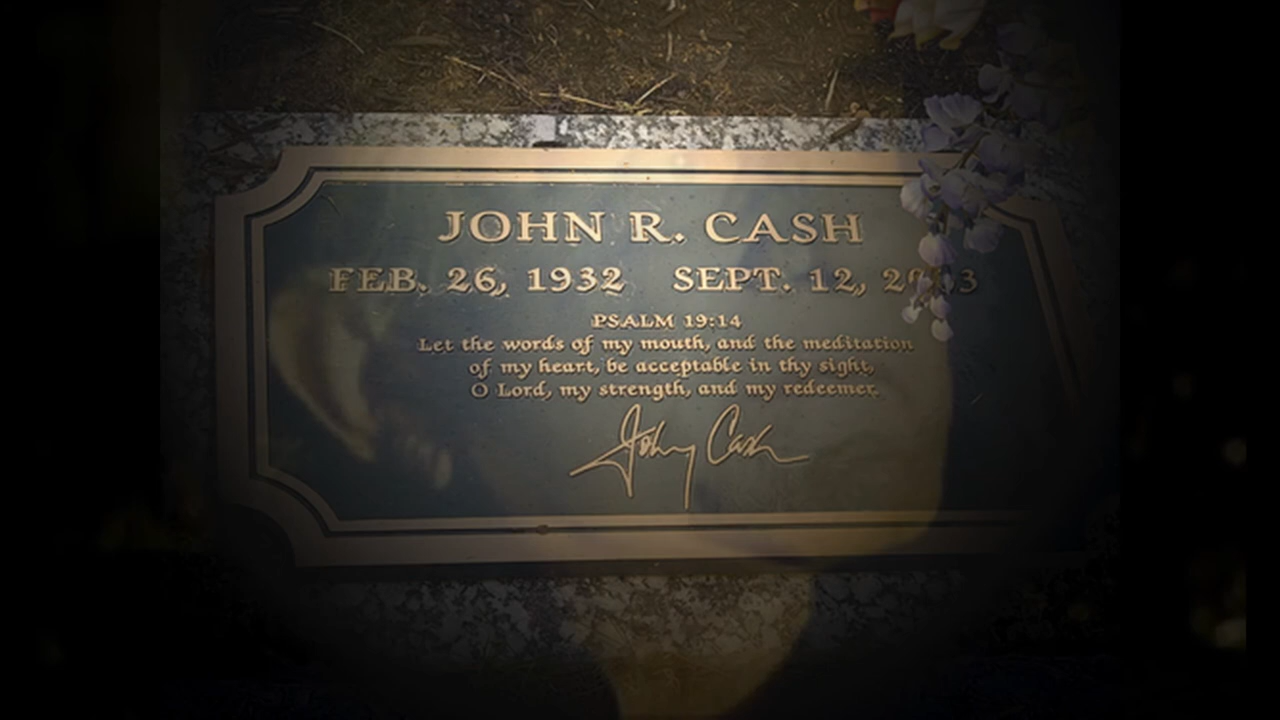 JOHN R. CASH
FEB. 26, 1932 SEPT. 12, 2003
PSALM 19:14
Let the words of my mouth, and the meditation
of my heart, be acceptable in thy sight,
O Lord, my strength, and my redeemer.
Johnny Cash